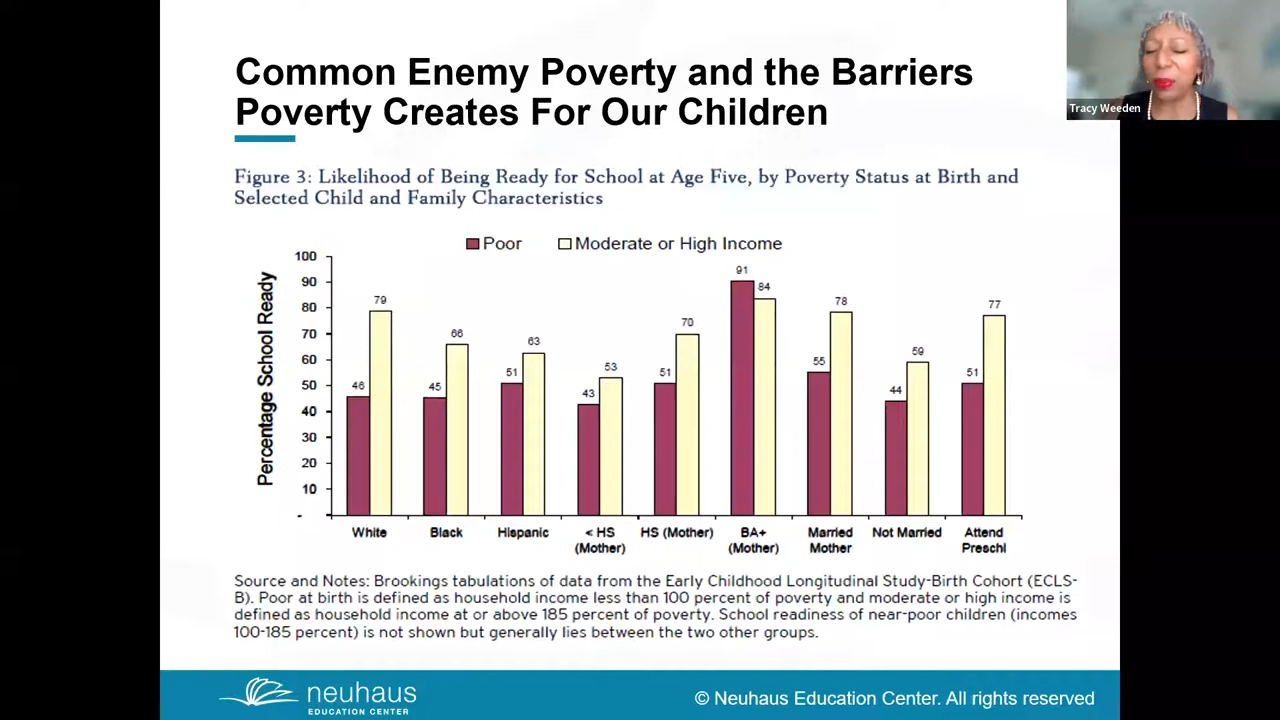 Common Enemy Poverty and the Barriers
Poverty Creates For Our Children
Tracy Weeden
Figure 3: Likelihood of Being Ready for School at Age Five, by Poverty Status at Birth and
Selected Child and Family Characteristics
Poor
Moderate or High Income
Percentage School Ready
100
90
80
70
60
50
40
30
20
10
-
46
79
45
66
51
63
43
53
51
70
91
84
55
78
44
59
51
77
White
Black
Hispanic
< HS
(Mother)
HS (Mother)
BA+
(Mother)
Married
Mother
Not Married
Attend
Preschl
Source and Notes: Brookings tabulations of data from the Early Childhood Longitudinal Study-Birth Cohort (ECLS-
B). Poor at birth is defined as household income less than 100 percent of poverty and moderate or high income is
defined as household income at or above 185 percent of poverty. School readiness of near-poor children (incomes
100-185 percent) is not shown but generally lies between the two other groups.
neuhaus
EDUCATION CENTER
© Neuhaus Education Center. All rights reserved